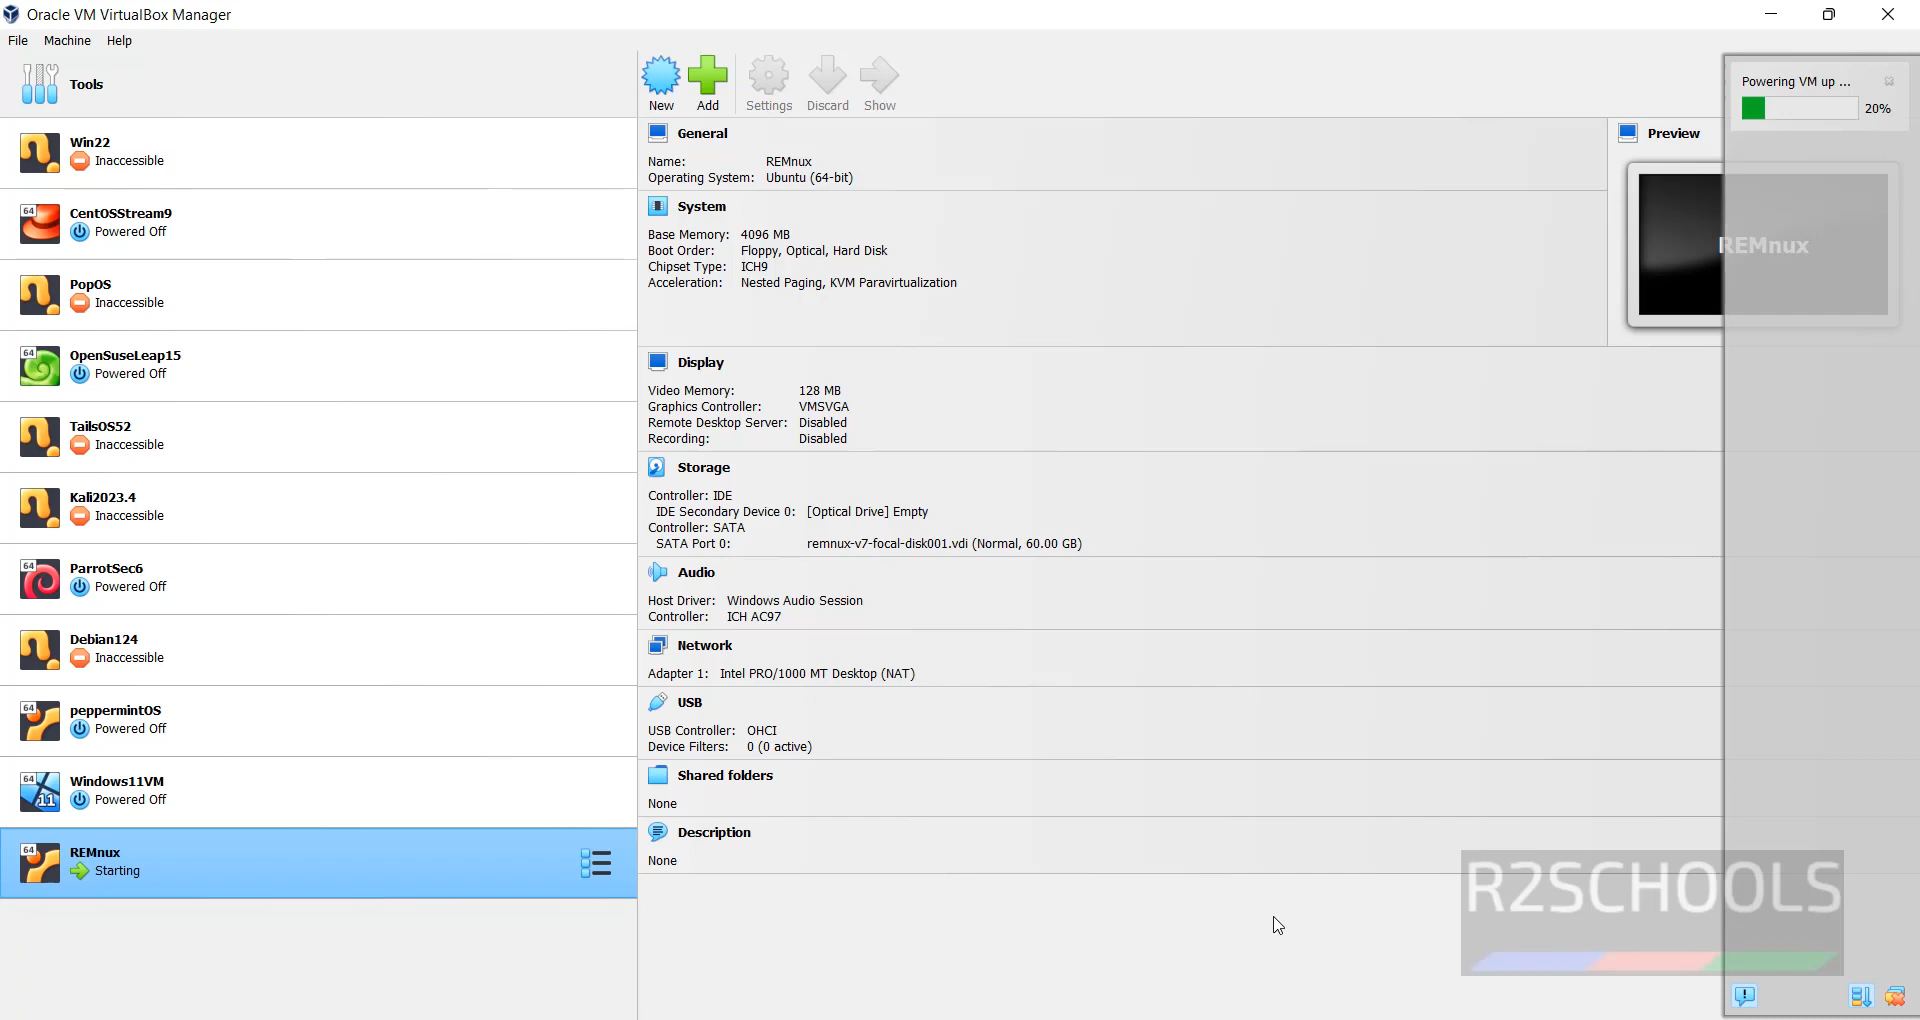 Oracle VM VirtualBox Manager
File Machine Help
Tools
New Add Settings Discard Show
Win22
Inaccessible
64
CentOSStream9
Powered Off
PopOS
Inaccessible
64
OpenSuseLeap15
Powered Off
TailsOS52
Inaccessible
Kali2023.4
Inaccessible
64
ParrotSec6
Powered Off
Debian124
Inaccessible
64
peppermintOS
Powered Off
64
11
Windows11VM
Powered Off
64
REMnux
Starting
General
Name: REMnux
Operating System: Ubuntu (64-bit)
System
Base Memory: 4096 MB
Boot Order: Floppy, Optical, Hard Disk
Chipset Type: ICH9
Acceleration: Nested Paging, KVM Paravirtualization
Display
Video Memory: 128 MB
Graphics Controller: VMSVGA
Remote Desktop Server: Disabled
Recording: Disabled
Storage
Controller: IDE
IDE Secondary Device 0: [Optical Drive] Empty
Controller: SATA
SATA Port 0: remnux-v7-focal-disk001.vdi (Normal, 60.00 GB)
Audio
Host Driver: Windows Audio Session
Controller: ICH AC97
Network
Adapter 1: Intel PRO/1000 MT Desktop (NAT)
USB
USB Controller: OHCI
Device Filters: 0 (0 active)
Shared folders
None
Description
None
Preview
REMnux
Powering VM up ...
20%
R2SCHOOLS